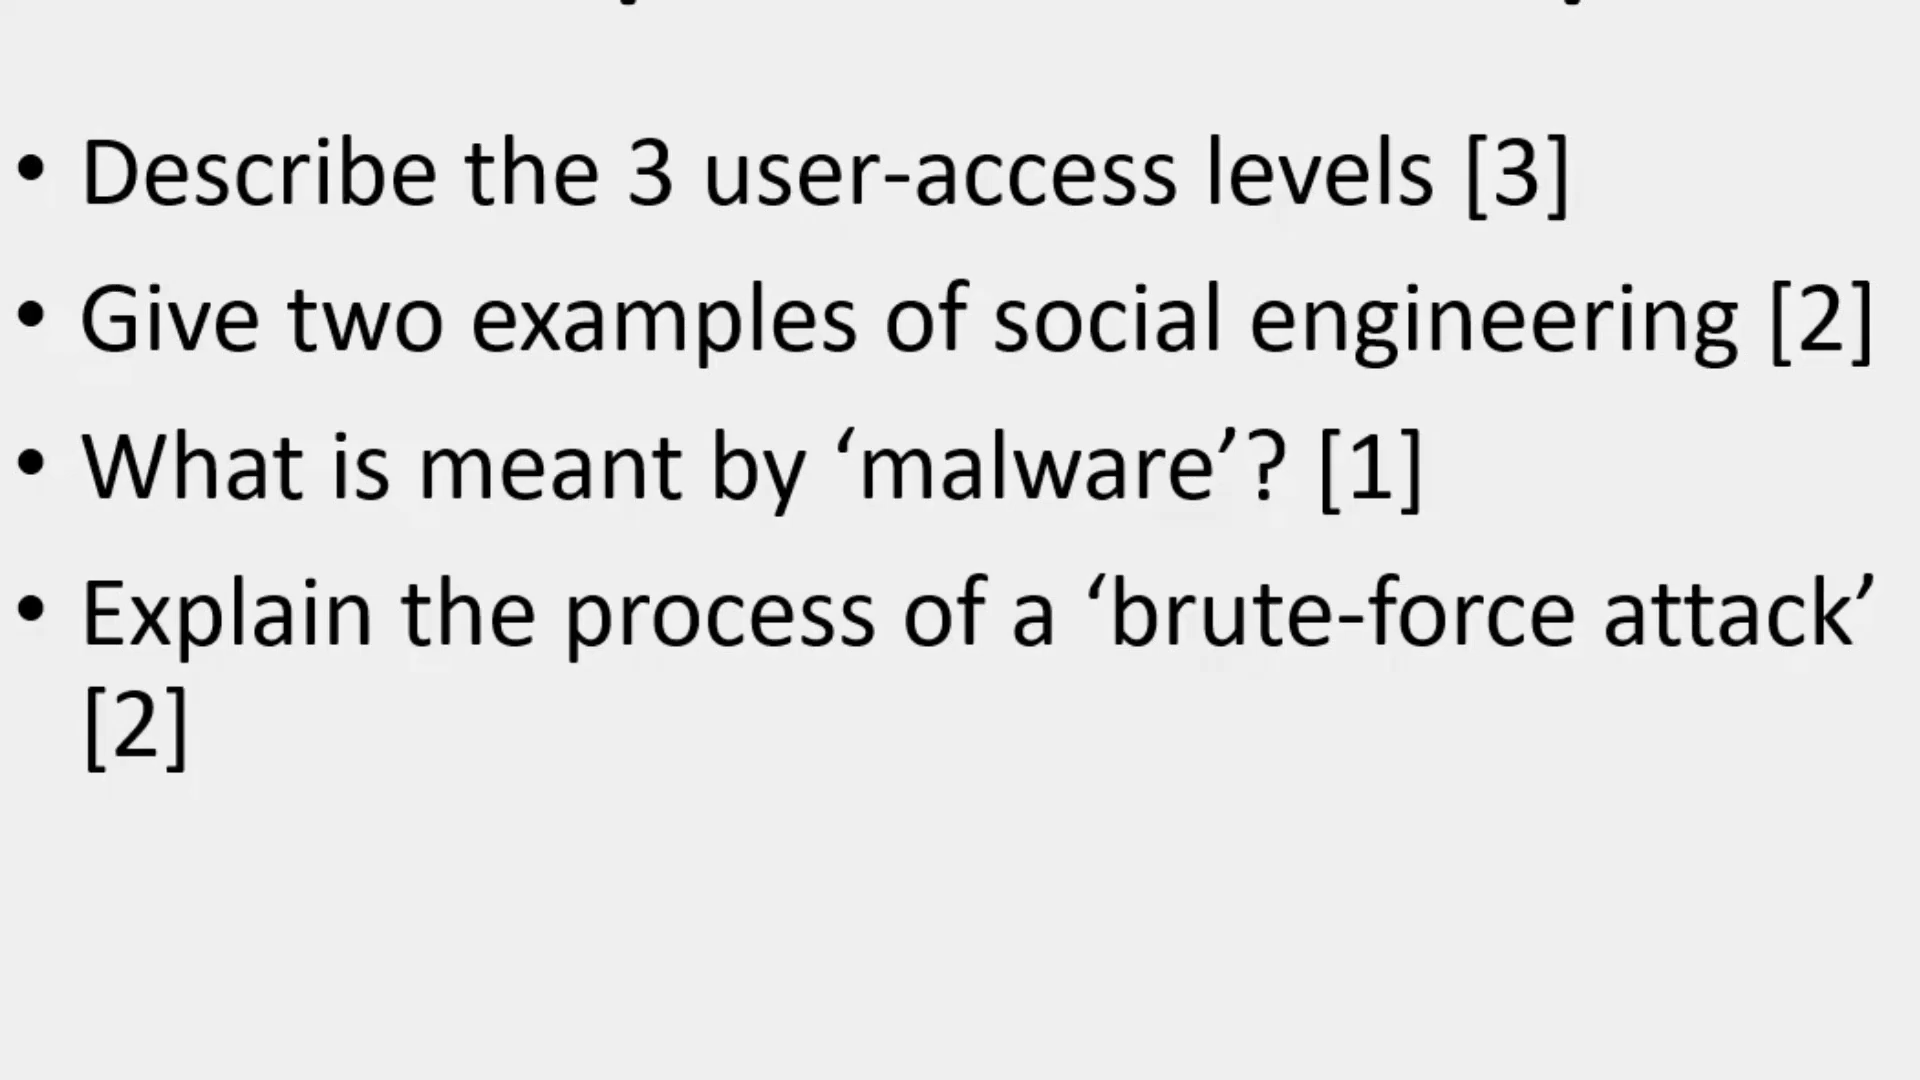 • Describe the 3 user-access levels [3]
• Give two examples of social engineering [2]
• What is meant by ‘malware’? [1]
• Explain the process of a ‘brute-force attack’
[2]